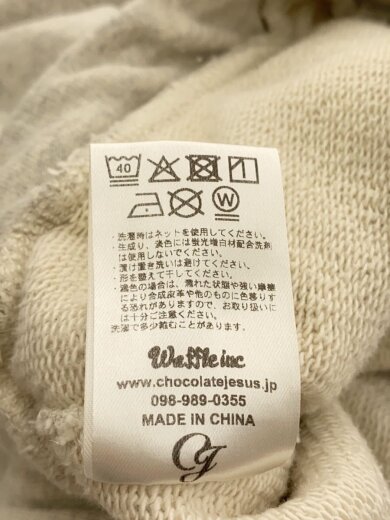 40
W
・洗濯時はネットを使用してください。
・生成り、淡色には蛍光増白材配合洗剤
は使用しないでください。
・漬け置き洗いは避けてください。
・形を整えて干してください。
・濃色の場合は、濡れた状態や強い摩擦
により合成皮革や他のものに色移りす
る恐れがありますので、お取り扱いに
は十分ご注意ください。
洗濯で多少縮むことがあります。
Waffle inc
www.chocolatejesus.jp
098-989-0355
MADE IN CHINA
CJ